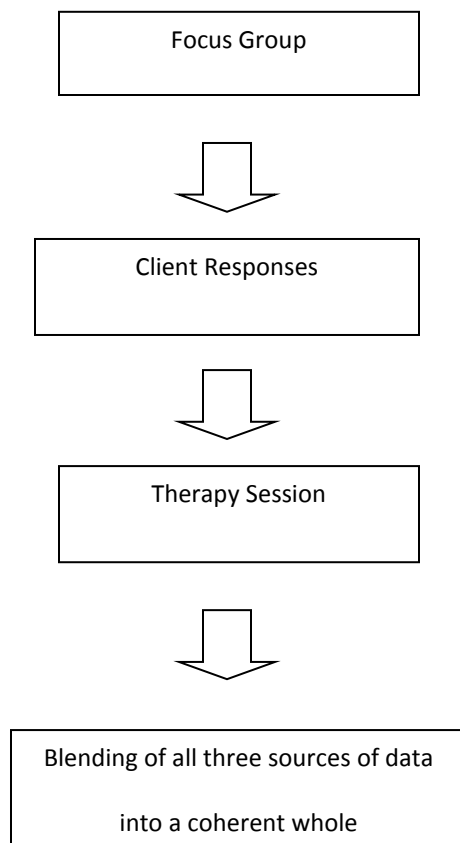 Focus Group
Client Responses
Therapy Session
Blending of all three sources of data
into a coherent whole